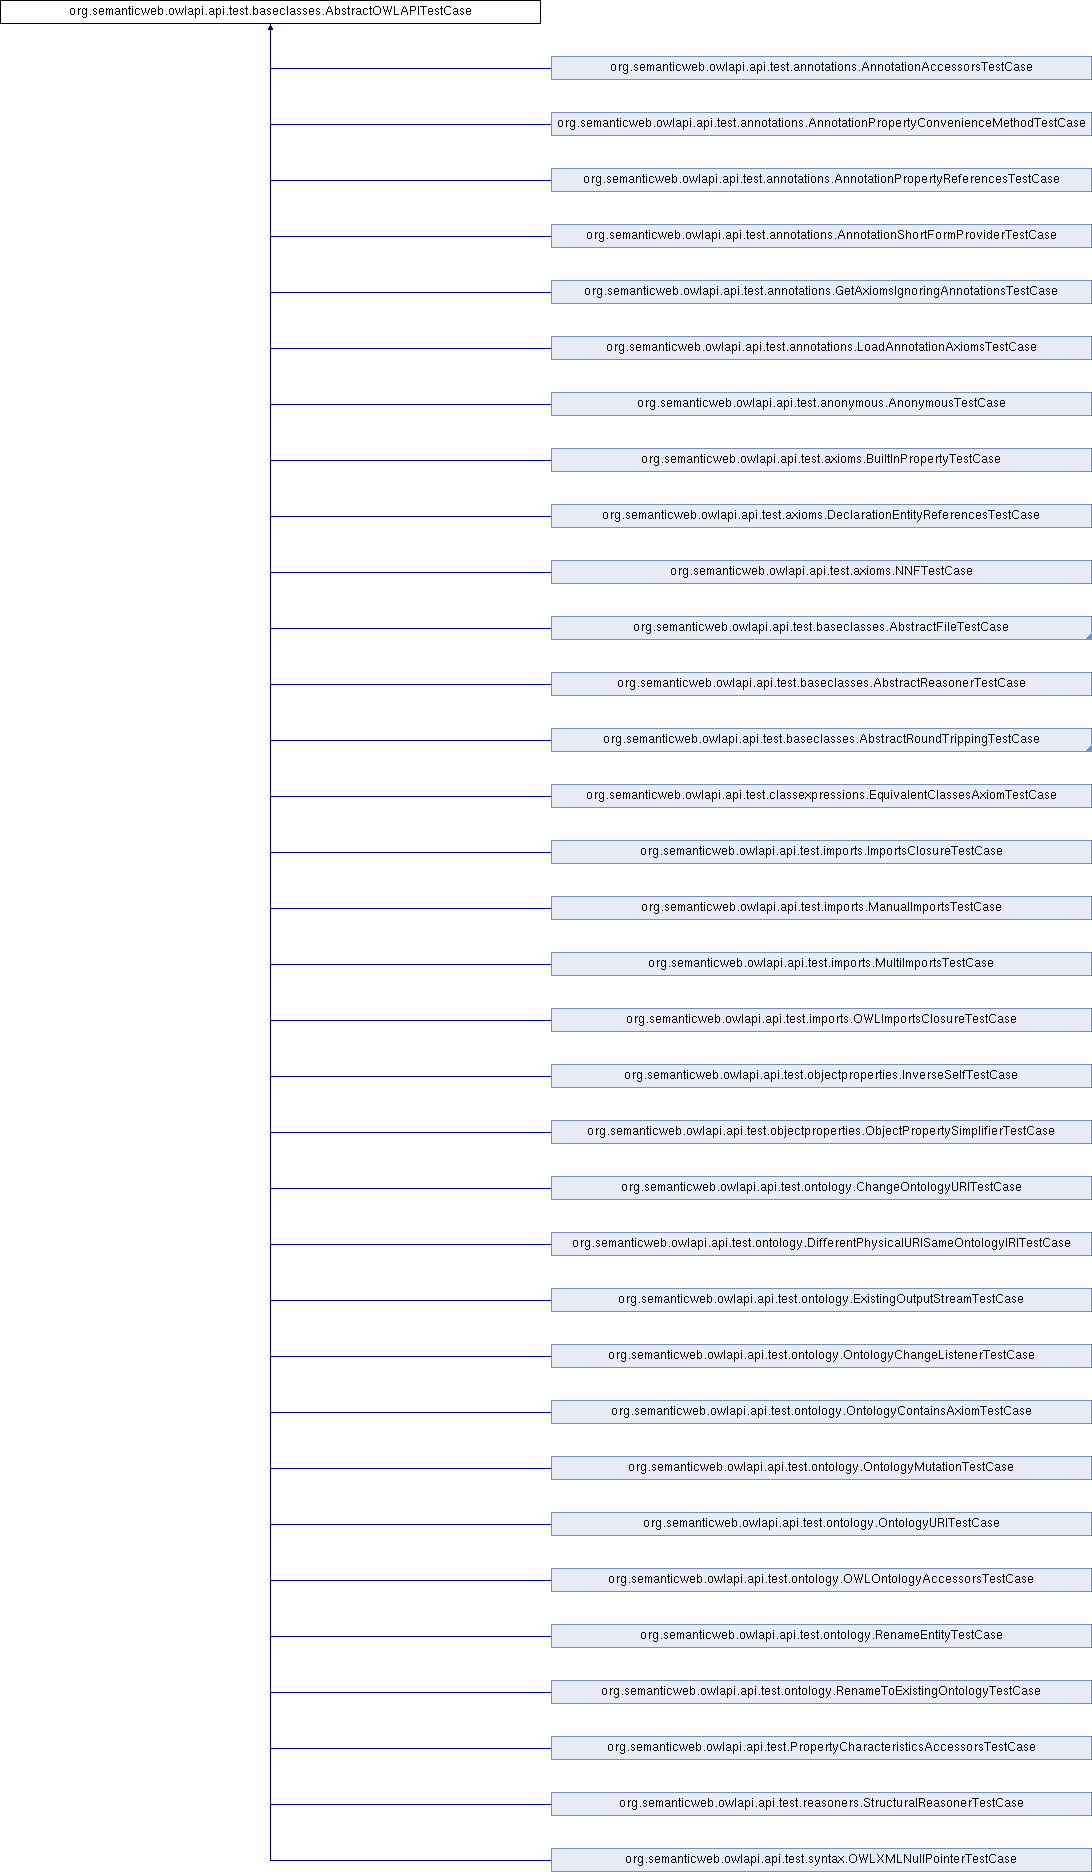 org.semanticweb.owlapi.api.test.baseclasses.AbstractOWLAPITestCase
org.semanticweb.owlapi.api.test.annotations.AnnotationAccessorsTestCase
org.semanticweb.owlapi.api.test.annotations.AnnotationPropertyConvenienceMethodTestCase
org.semanticweb.owlapi.api.test.annotations.AnnotationPropertyReferencesTestCase
org.semanticweb.owlapi.api.test.annotations.AnnotationShortFormProviderTestCase
org.semanticweb.owlapi.api.test.annotations.GetAxiomsIgnoringAnnotationsTestCase
org.semanticweb.owlapi.api.test.annotations.LoadAnnotationAxiomsTestCase
org.semanticweb.owlapi.api.test.anonymous.AnonymousTestCase
org.semanticweb.owlapi.api.test.axioms.BuiltInPropertyTestCase
org.semanticweb.owlapi.api.test.axioms.DeclarationEntityReferencesTestCase
org.semanticweb.owlapi.api.test.axioms.NNFTestCase
org.semanticweb.owlapi.api.test.baseclasses.AbstractFileTestCase
org.semanticweb.owlapi.api.test.baseclasses.AbstractReasonerTestCase
org.semanticweb.owlapi.api.test.baseclasses.AbstractRoundTrippingTestCase
org.semanticweb.owlapi.api.test.classexpressions.EquivalentClassesAxiomTestCase
org.semanticweb.owlapi.api.test.imports.ImportsClosureTestCase
org.semanticweb.owlapi.api.test.imports.ManualImportsTestCase
org.semanticweb.owlapi.api.test.imports.MultiImportsTestCase
org.semanticweb.owlapi.api.test.imports.OWLImportsClosureTestCase
org.semanticweb.owlapi.api.test.objectproperties.InverseSelfTestCase
org.semanticweb.owlapi.api.test.objectproperties.ObjectPropertySimplifierTestCase
org.semanticweb.owlapi.api.test.ontology.ChangeOntologyURITestCase
org.semanticweb.owlapi.api.test.ontology.DifferentPhysicalURISameOntologyIRITestCase
org.semanticweb.owlapi.api.test.ontology.ExistingOutputStreamTestCase
org.semanticweb.owlapi.api.test.ontology.OntologyChangeListenerTestCase
org.semanticweb.owlapi.api.test.ontology.OntologyContainsAxiomTestCase
org.semanticweb.owlapi.api.test.ontology.OntologyMutationTestCase
org.semanticweb.owlapi.api.test.ontology.OntologyURITestCase
org.semanticweb.owlapi.api.test.ontology.OWLOntologyAccessorsTestCase
org.semanticweb.owlapi.api.test.ontology.RenameEntityTestCase
org.semanticweb.owlapi.api.test.ontology.RenameToExistingOntologyTestCase
org.semanticweb.owlapi.api.test.PropertyCharacteristicsAccessorsTestCase
org.semanticweb.owlapi.api.test.reasoners.StructuralReasonerTestCase
org.semanticweb.owlapi.api.test.syntax.OWLXMLNullPointerTestCase